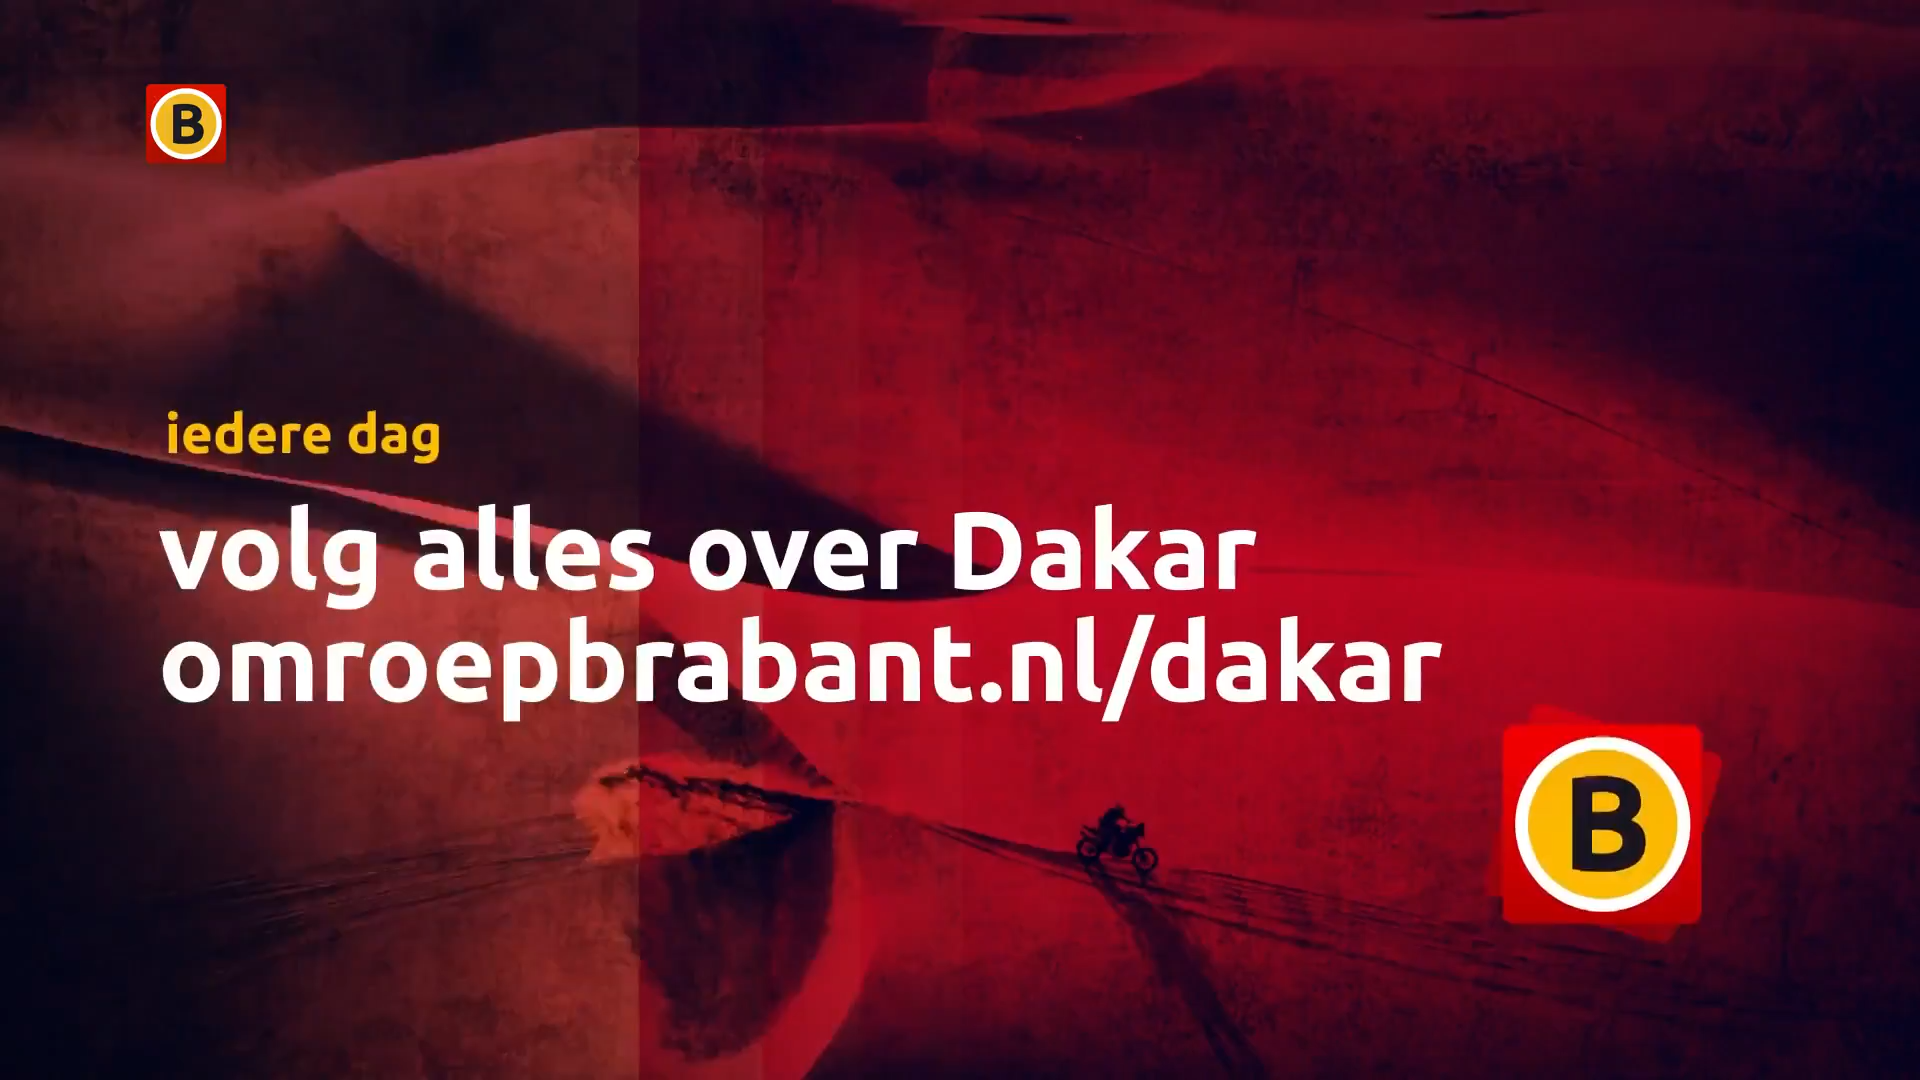 B
iedere dag
volg alles over Dakar
omroepbrabant.nl/dakar
B